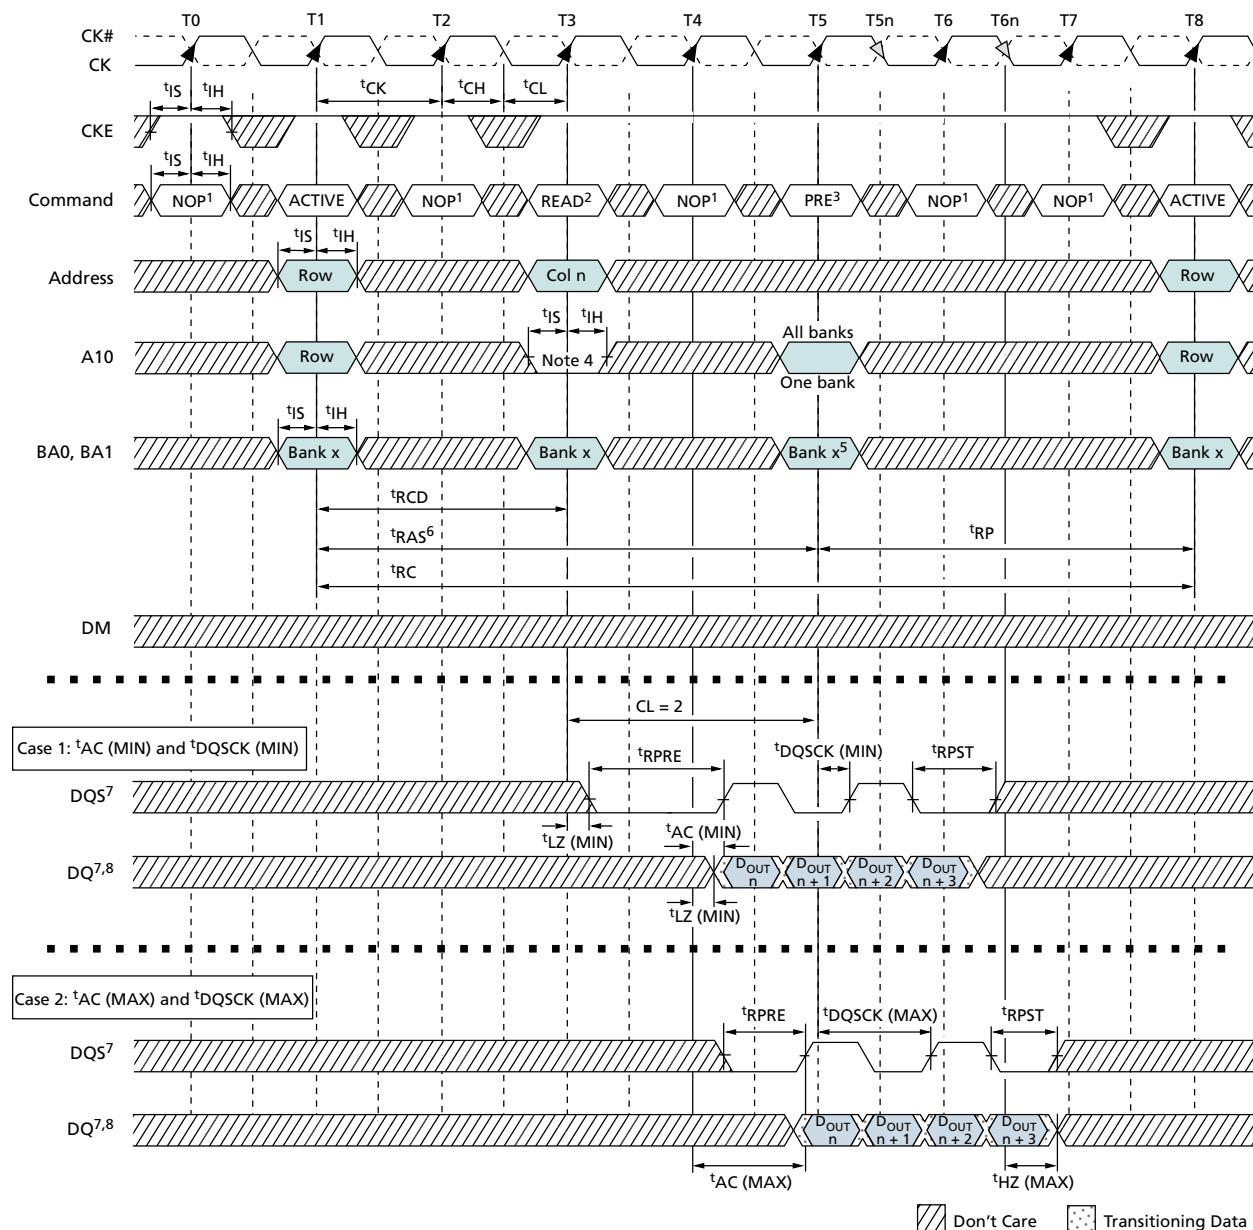 T0 T1 T2 T3 T4 T5 T5n T6 T6n T7 T8
CK#
CK
tIS tIH tCK tCH tCL
CKE
tIS tIH
Command NOP1 ACTIVE NOP1 READ2 NOP1 PRE3 NOP1 NOP1 ACTIVE
tIS tIH
Address Row Col n Row
tIS tIH All banks
A10 Row Note 4 Row
One bank
tIS tIH
BA0, BA1 Bank x Bank x Bank x5 Bank x
tRCD
tRAS6 tRP
tRC
DM
CL = 2
Case 1: tAC (MIN) and tDQSCK (MIN)
tRPRE tDQSCK (MIN) tRPST
DQS7
tLZ (MIN) tAC (MIN)
DQ7,8 DOUT n DOUT n + 1 DOUT n + 2 DOUT n + 3
tLZ (MIN)
Case 2: tAC (MAX) and tDQSCK (MAX)
tRPRE tDQSCK (MAX) tRPST
DQS7
DQ7,8 DOUT n DOUT n + 1 DOUT n + 2 DOUT n + 3
tAC (MAX) tHZ (MAX)
Don't Care Transitioning Data